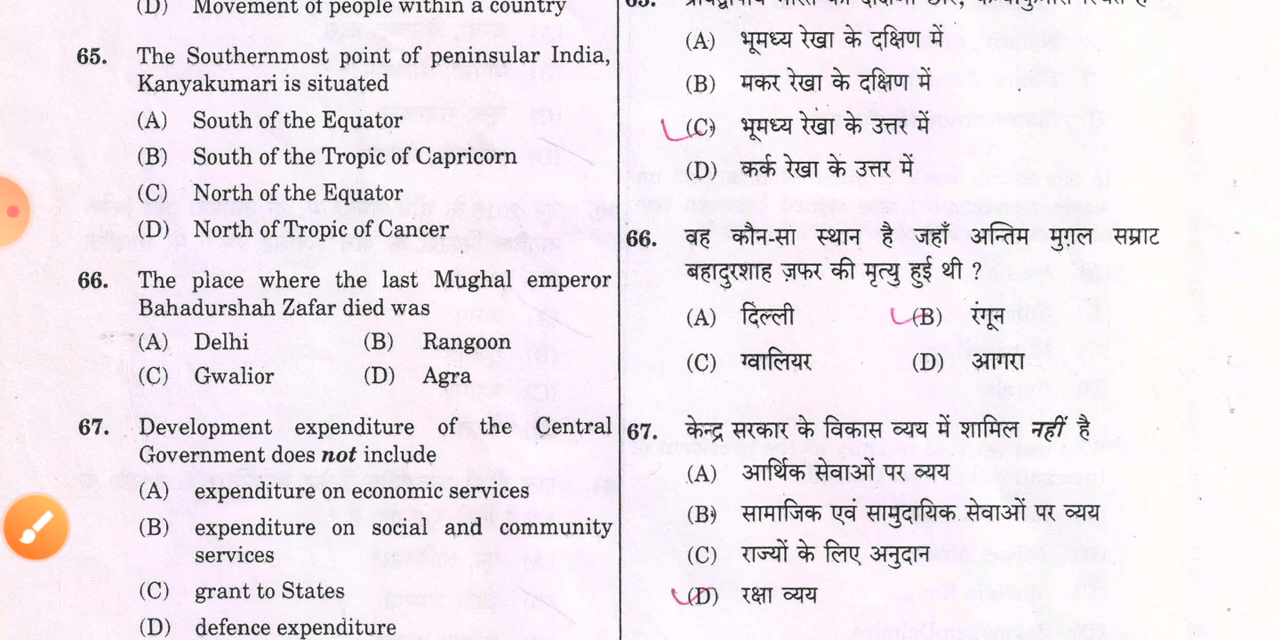 (D) Movement of people within a country
65. The Southernmost point of peninsular India,
Kanyakumari is situated
(A) South of the Equator
(B) South of the Tropic of Capricorn
(C) North of the Equator
(D) North of Tropic of Cancer
66. The place where the last Mughal emperor
Bahadurshah Zafar died was
(A) Delhi (B) Rangoon
(C) Gwalior (D) Agra
67. Development expenditure of the Central
Government does not include
(A) expenditure on economic services
(B) expenditure on social and community
services
(C) grant to States
(D) defence expenditure
65.
(A) भूमध्य रेखा के दक्षिण में
(B) मकर रेखा के दक्षिण में
(C) भूमध्य रेखा के उत्तर में
(D) कर्क रेखा के उत्तर में
66. वह कौन-सा स्थान है जहाँ अन्तिम मुग़ल सम्राट
बहादुरशाह ज़फर की मृत्यु हुई थी ?
(A) दिल्ली (B) रंगून
(C) ग्वालियर (D) आगरा
67. केन्द्र सरकार के विकास व्यय में शामिल नहीं है
(A) आर्थिक सेवाओं पर व्यय
(B) सामाजिक एवं सामुदायिक सेवाओं पर व्यय
(C) राज्यों के लिए अनुदान
(D) रक्षा व्यय